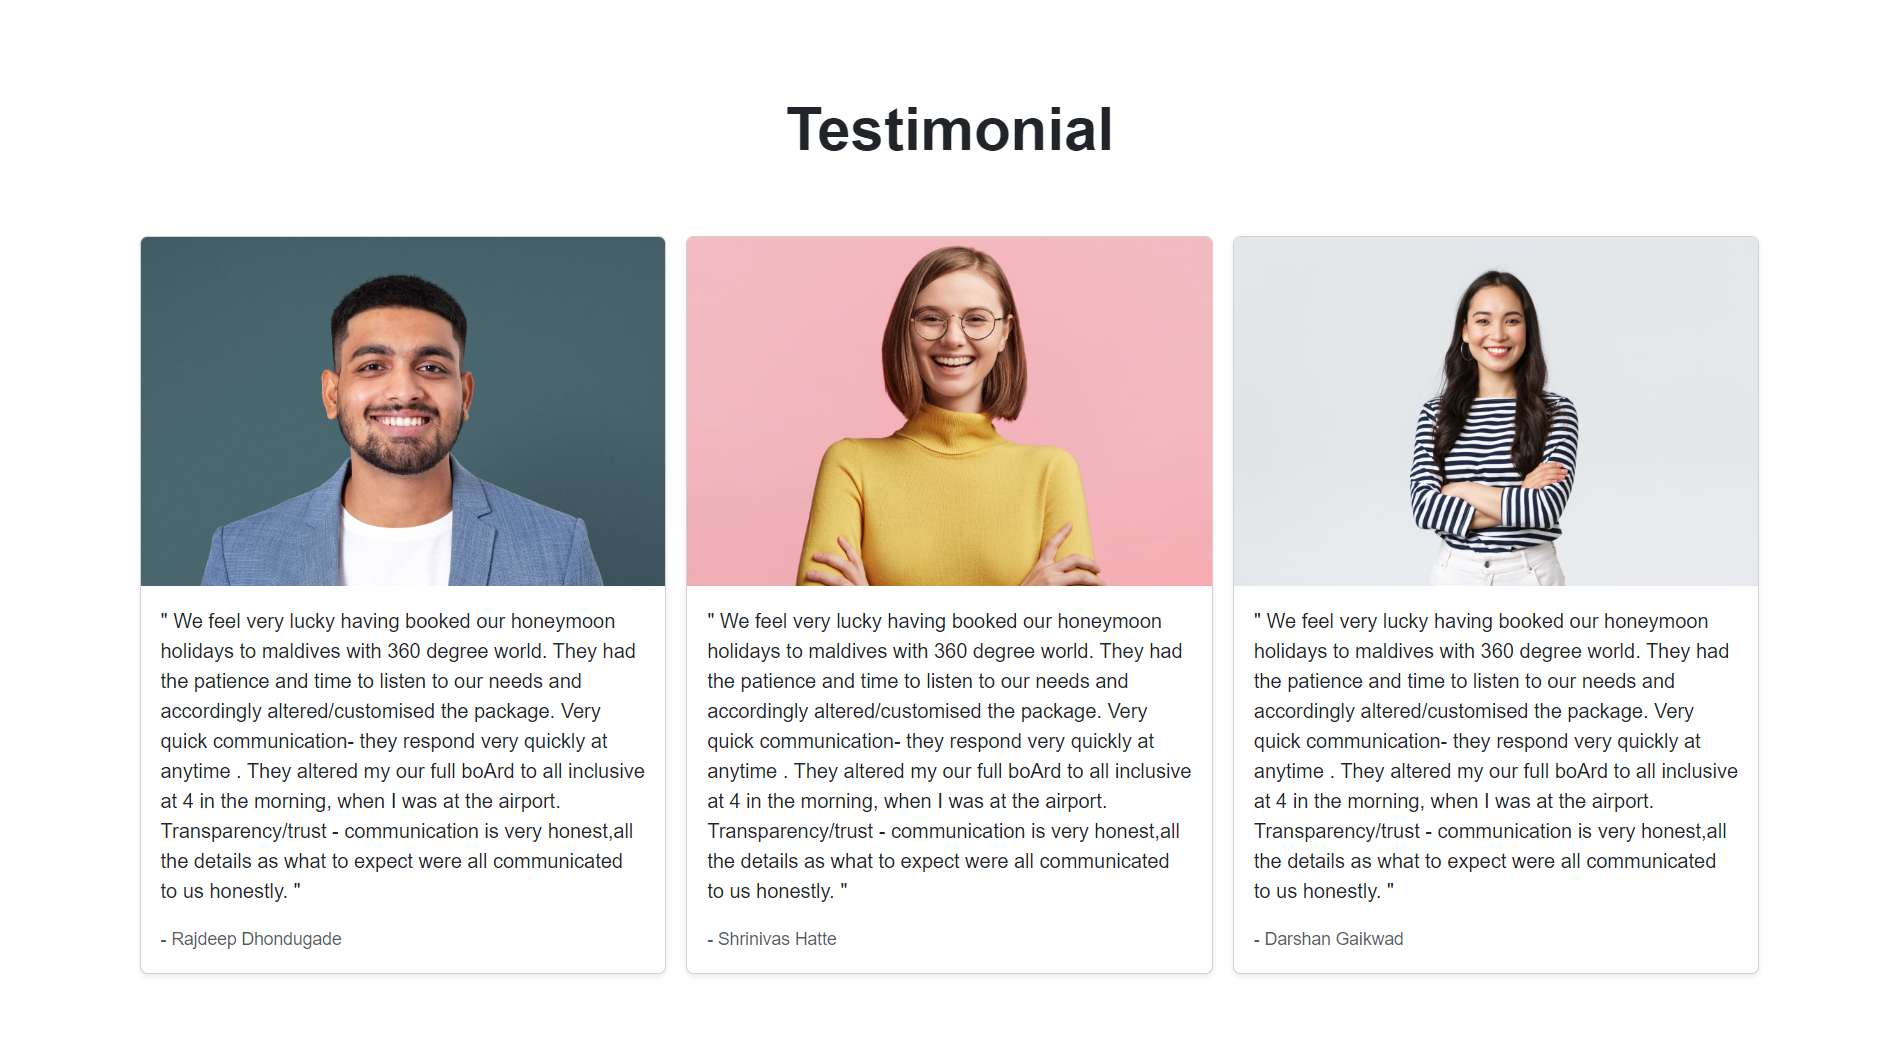 Testimonial
" We feel very lucky having booked our honeymoon
holidays to maldives with 360 degree world. They had
the patience and time to listen to our needs and
accordingly altered/customised the package. Very
quick communication- they respond very quickly at
anytime . They altered my our full boArd to all inclusive
at 4 in the morning, when I was at the airport.
Transparency/trust - communication is very honest,all
the details as what to expect were all communicated
to us honestly. "
- Rajdeep Dhondugade
" We feel very lucky having booked our honeymoon
holidays to maldives with 360 degree world. They had
the patience and time to listen to our needs and
accordingly altered/customised the package. Very
quick communication- they respond very quickly at
anytime . They altered my our full boArd to all inclusive
at 4 in the morning, when I was at the airport.
Transparency/trust - communication is very honest,all
the details as what to expect were all communicated
to us honestly. "
- Shrinivas Hatte
" We feel very lucky having booked our honeymoon
holidays to maldives with 360 degree world. They had
the patience and time to listen to our needs and
accordingly altered/customised the package. Very
quick communication- they respond very quickly at
anytime . They altered my our full boArd to all inclusive
at 4 in the morning, when I was at the airport.
Transparency/trust - communication is very honest,all
the details as what to expect were all communicated
to us honestly. "
- Darshan Gaikwad